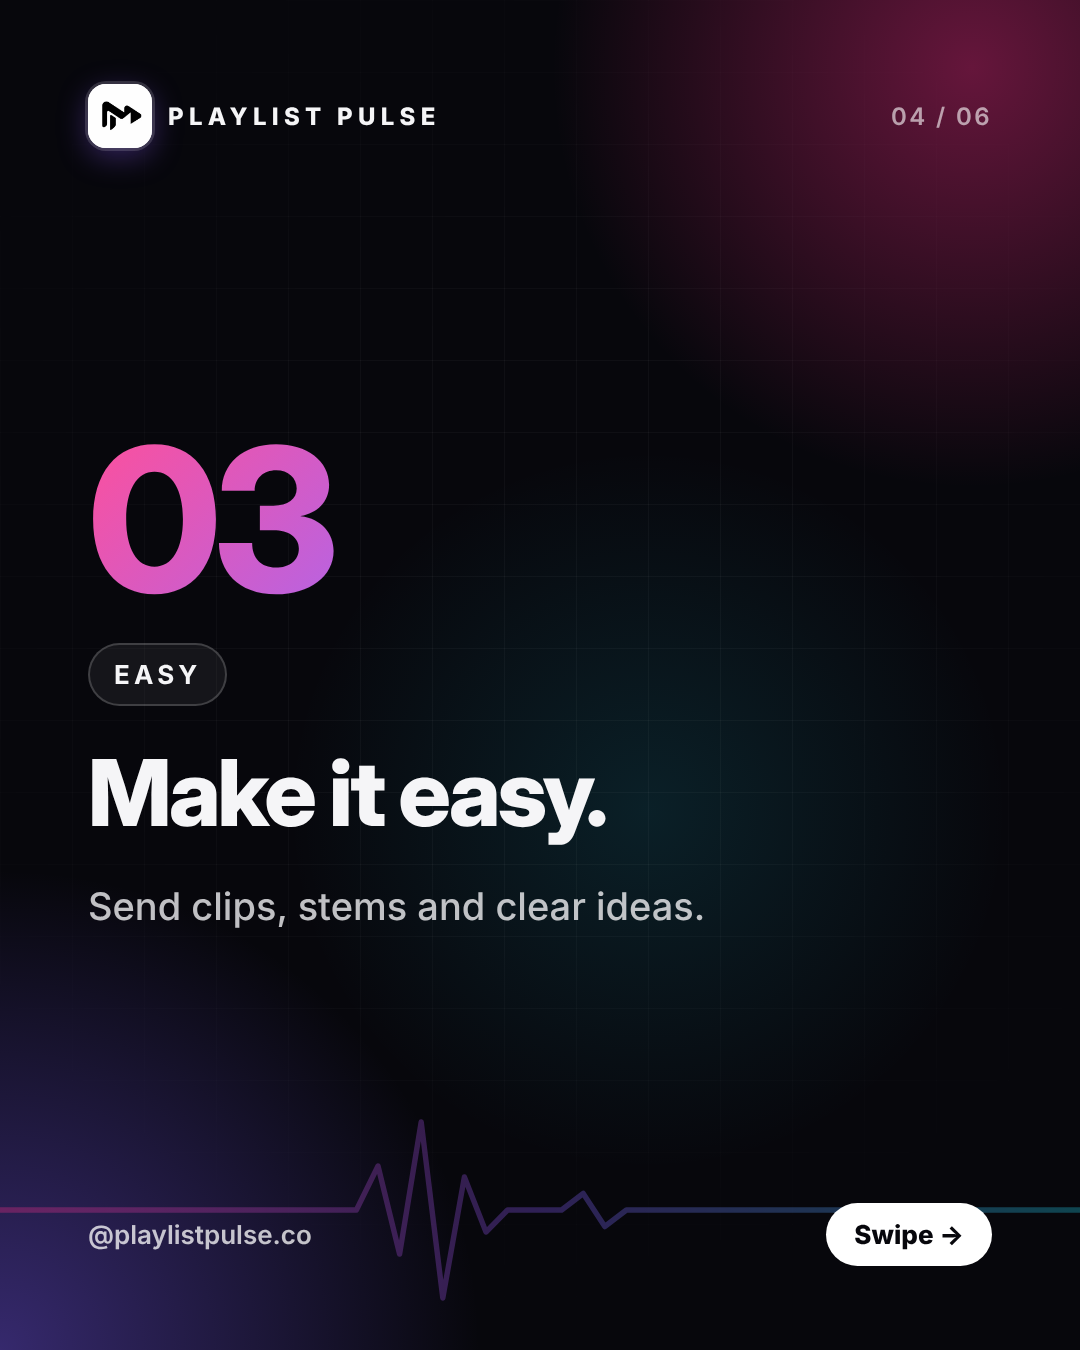 PLAYLIST PULSE
04 / 06
03
EASY
Make it easy.
Send clips, stems and clear ideas.
@playlistpulse.co
Swipe →